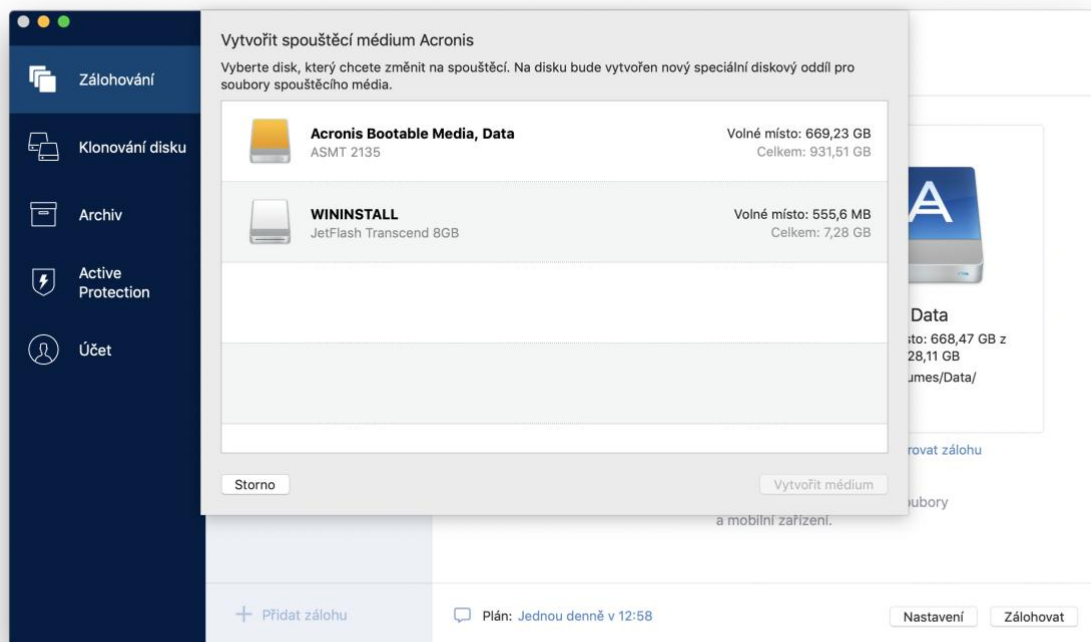 Vytvořit spouštěcí médium Acronis
Vyberte disk, který chcete změnit na spouštěcí. Na disku bude vytvořen nový speciální diskový oddíl pro
soubory spouštěcího média.
Acronis Bootable Media, Data
ASMT 2135
Volné místo: 669,23 GB
Celkem: 931,51 GB
WININSTALL
JetFlash Transcend 8GB
Volné místo: 555,6 MB
Celkem: 7,28 GB
Storno
Vytvořit médium
Zálohování
Klonování disku
Archiv
Active
Protection
Účet
A
Data
sto: 668,47 GB z
28,11 GB
umes/Data/
rovat zálohu
oubory
a mobilní zařízení.
Přidat zálohu
Plán: Jednou denně v 12:58
Nastavení
Zálohovat